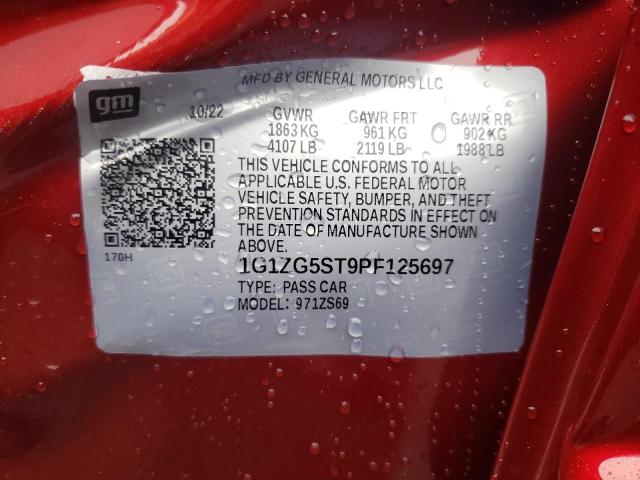 MFD BY GENERAL MOTORS LLC
gm
10/22 GVWR GAWR FRT GAWR RR
1863 KG 961 KG 902 KG
4107 LB 2119 LB 1988 LB
THIS VEHICLE CONFORMS TO ALL
APPLICABLE U.S. FEDERAL MOTOR
VEHICLE SAFETY, BUMPER, AND THEFT
PREVENTION STANDARDS IN EFFECT ON
THE DATE OF MANUFACTURE SHOWN
ABOVE.
170H
1G1ZG5ST9PF125697
TYPE: PASS CAR
MODEL: 971ZS69